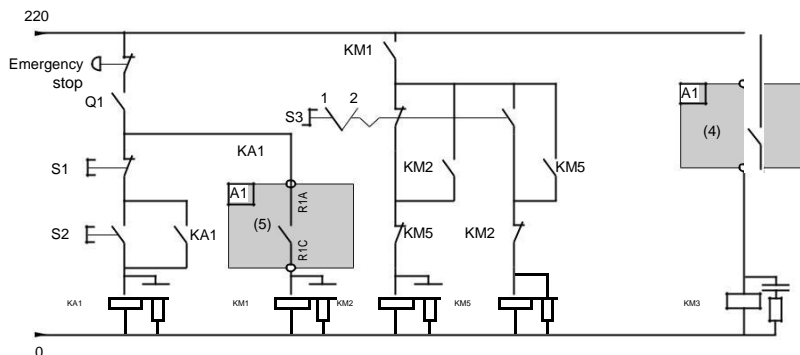 220
Emergency
stop
KM1
Q1
S3
1
2
A1
(4)
S1
KA1
KM2
KM5
A1
R1A
(5)
R1C
S2
KA1
KM5
KM2
KA1
KM1
KM2
KM5
KM3
0